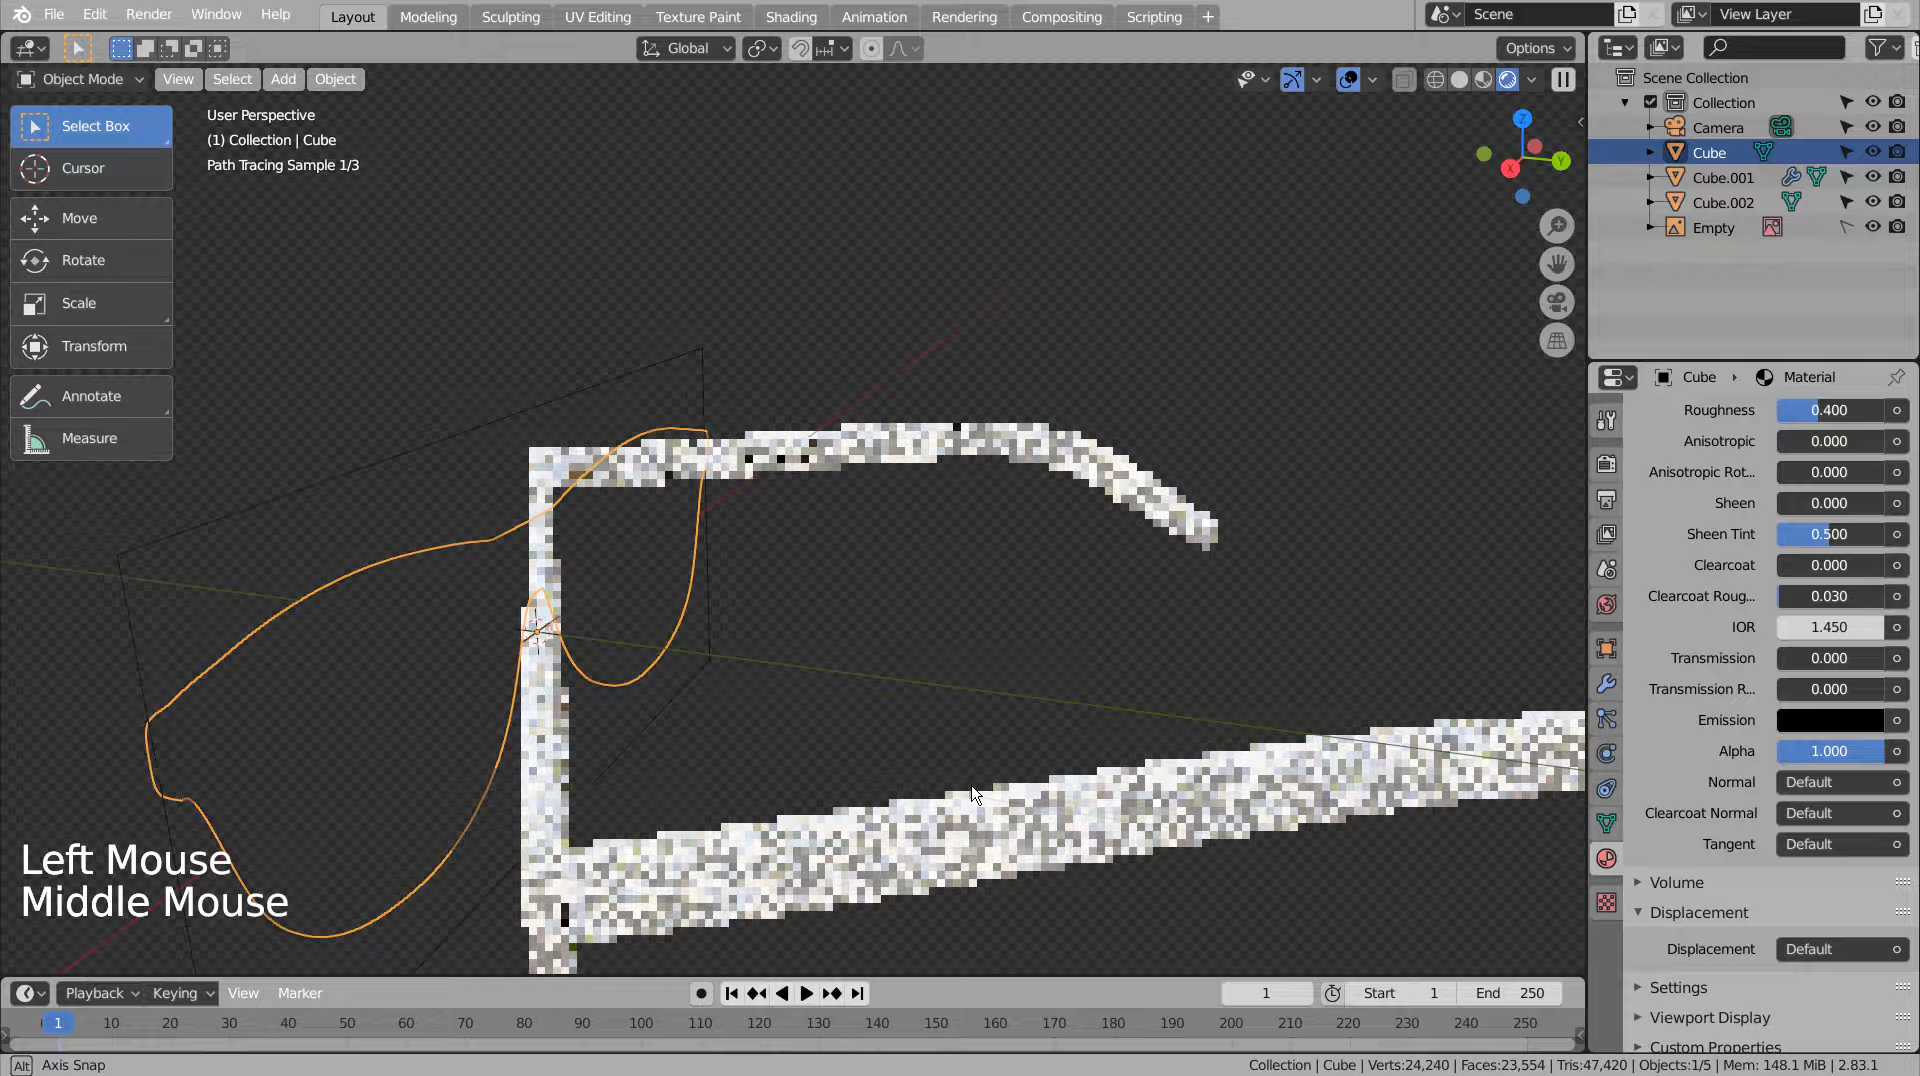 File Edit Render Window Help Layout Modeling Sculpting UV Editing Texture Paint Shading Animation Rendering Compositing Scripting + Scene View Layer
Global Options
Object Mode View Select Add Object
Select Box
Cursor
Move
Rotate
Scale
Transform
Annotate
Measure
User Perspective
(1) Collection | Cube
Path Tracing Sample 1/3
Z
Y
X
Left Mouse
Middle Mouse
Scene Collection
Collection
Camera
Cube
Cube.001
Cube.002
Empty
Cube Material
Roughness 0.400
Anisotropic 0.000
Anisotropic Rot... 0.000
Sheen 0.000
Sheen Tint 0.500
Clearcoat 0.000
Clearcoat Roug... 0.030
IOR 1.450
Transmission 0.000
Transmission R... 0.000
Emission
Alpha 1.000
Normal Default
Clearcoat Normal Default
Tangent Default
Volume
Displacement
Displacement Default
Settings
Viewport Display
Custom Properties
Playback Keying View Marker 1 Start 1 End 250
1 10 20 30 40 50 60 70 80 90 100 110 120 130 140 150 160 170 180 190 200 210 220 230 240 250
Alt Axis Snap Collection | Cube | Verts:24,240 | Faces:23,554 | Tris:47,420 | Objects:1/5 | Mem: 148.1 MiB | 2.83.1